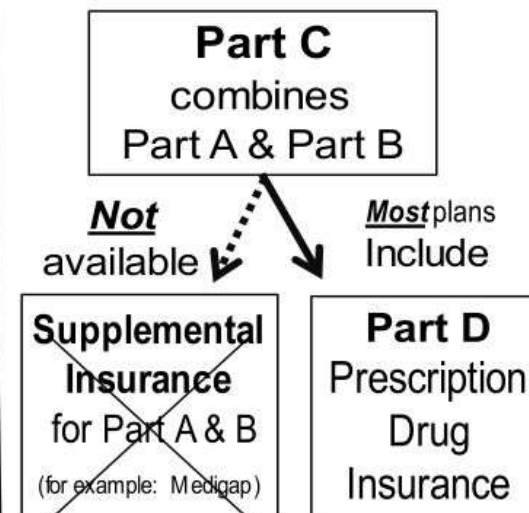 Part C
combines
Part A & Part B
Not
available
Most plans
Include
Supplemental
Insurance
for Part A & B
(for example: Medigap)
Part D
Prescription
Drug
Insurance